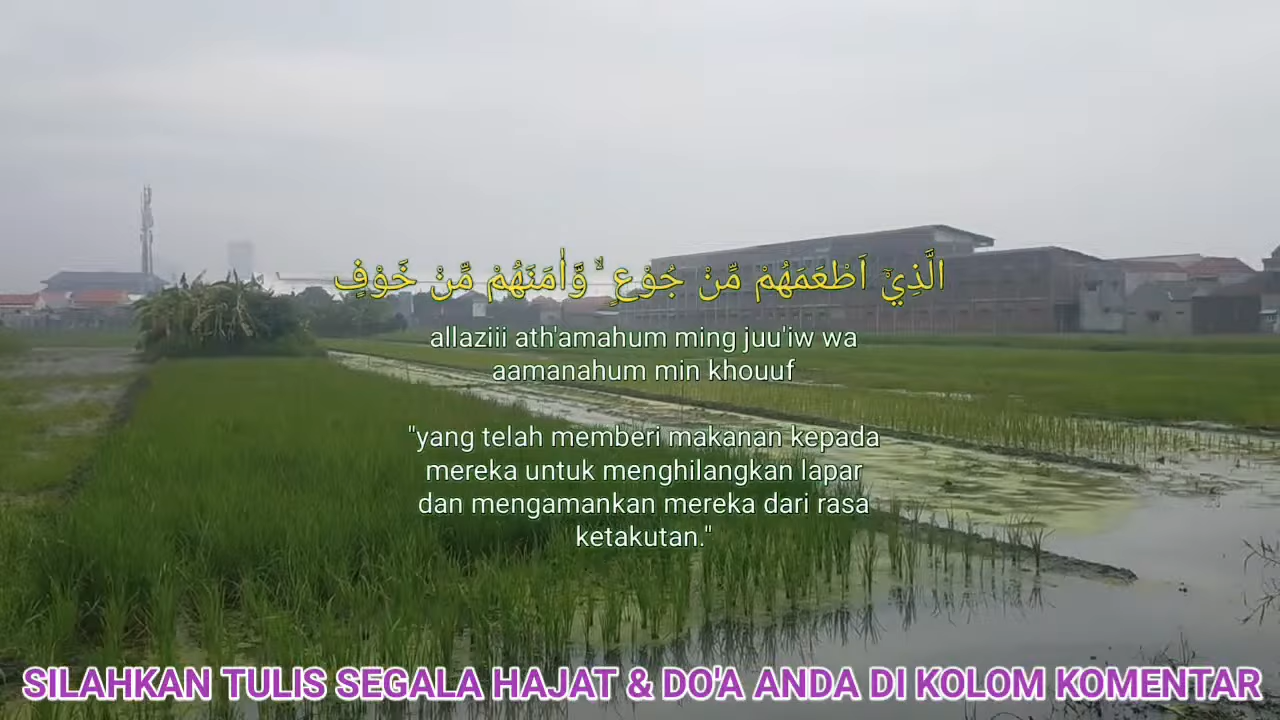 الَّذِيْٓ اَطْعَمَهُمْ مِّنْ جُوْعٍ ۙ وَّاٰمَنَهُمْ مِّنْ خَوْفٍ
allaziii ath'amahum ming juu'iw wa
aamanahum min khouuf
"yang telah memberi makanan kepada
mereka untuk menghilangkan lapar
dan mengamankan mereka dari rasa
ketakutan."
SILAHKAN TULIS SEGALA HAJAT & DO'A ANDA DI KOLOM KOMENTAR